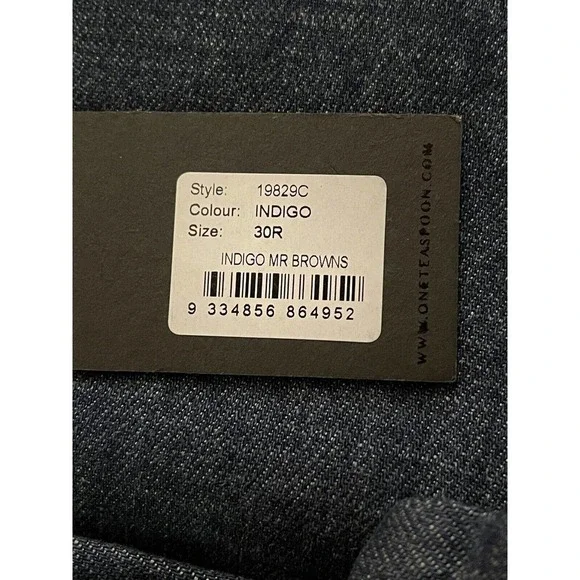 Style: 19829C
Colour: INDIGO
Size: 30R
INDIGO MR BROWNS
9 334856 864952
WWW.ONETEASPOON.COM